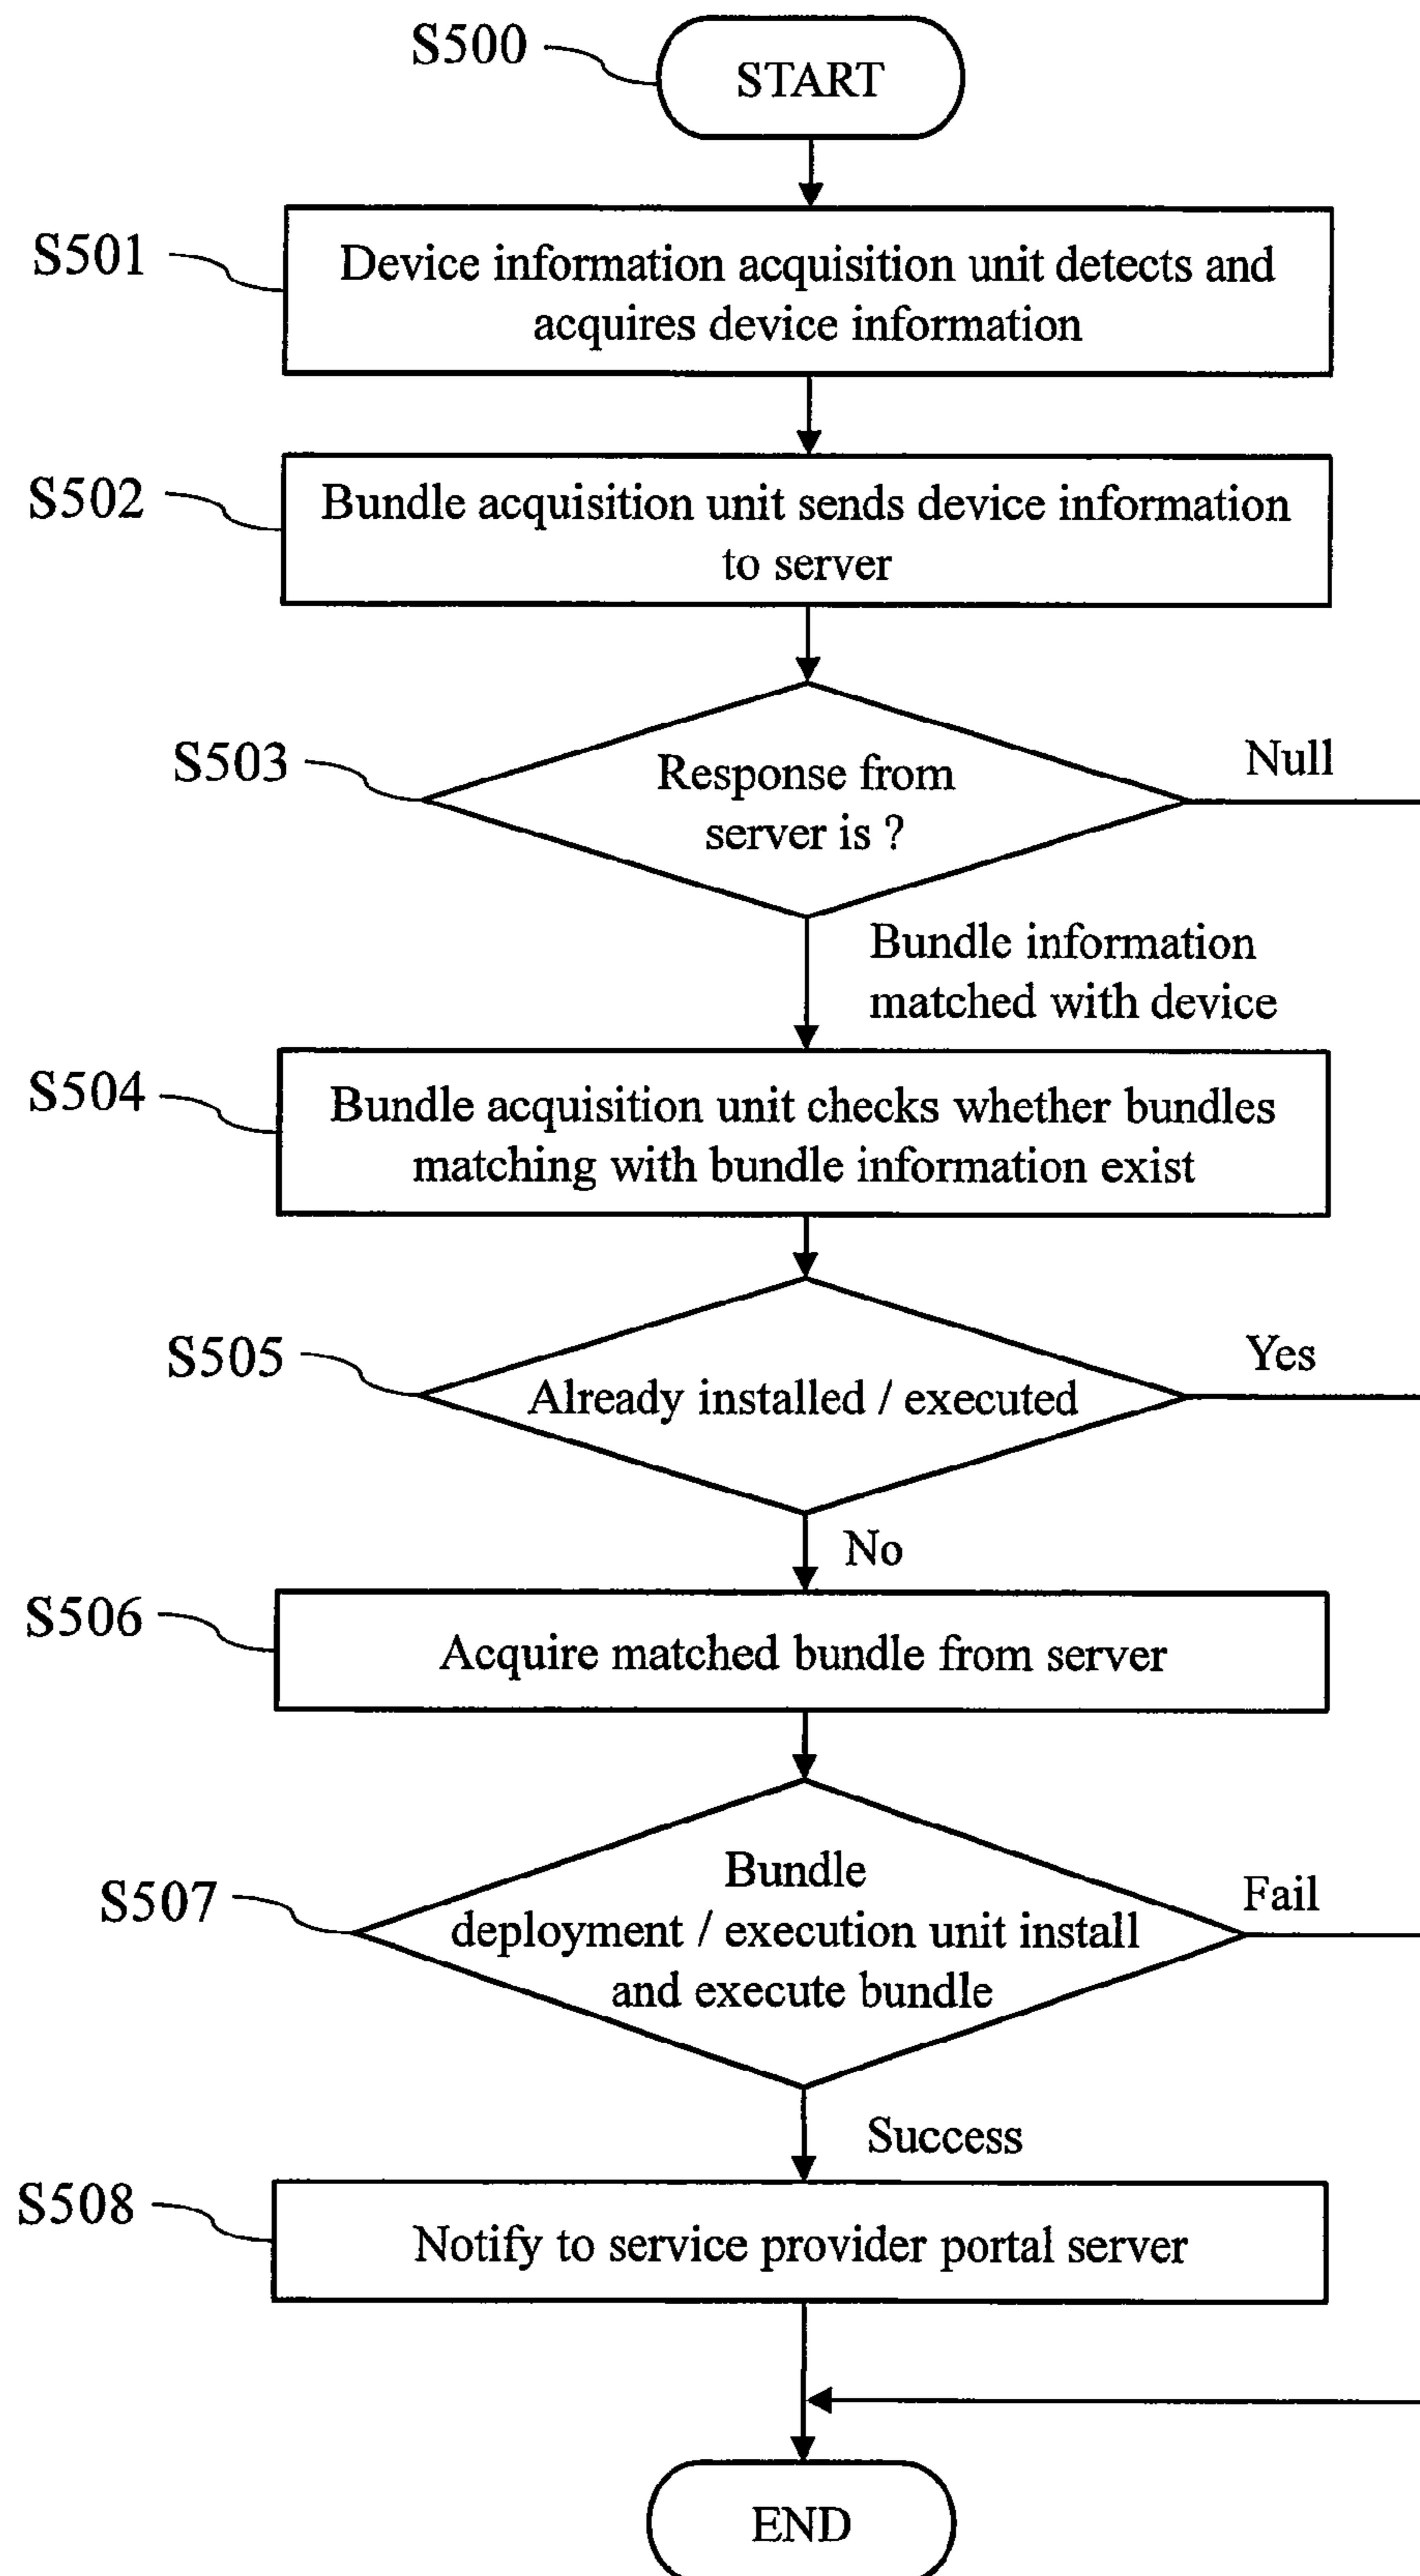 S500
START
S501
Device information acquisition unit detects and
acquires device information
S502
Bundle acquisition unit sends device information
to server
S503
Response from
server is ?
Null
Bundle information
matched with device
S504
Bundle acquisition unit checks whether bundles
matching with bundle information exist
S505
Already installed / executed
Yes
No
S506
Acquire matched bundle from server
S507
Bundle
deployment / execution unit install
and execute bundle
Fail
Success
S508
Notify to service provider portal server
END